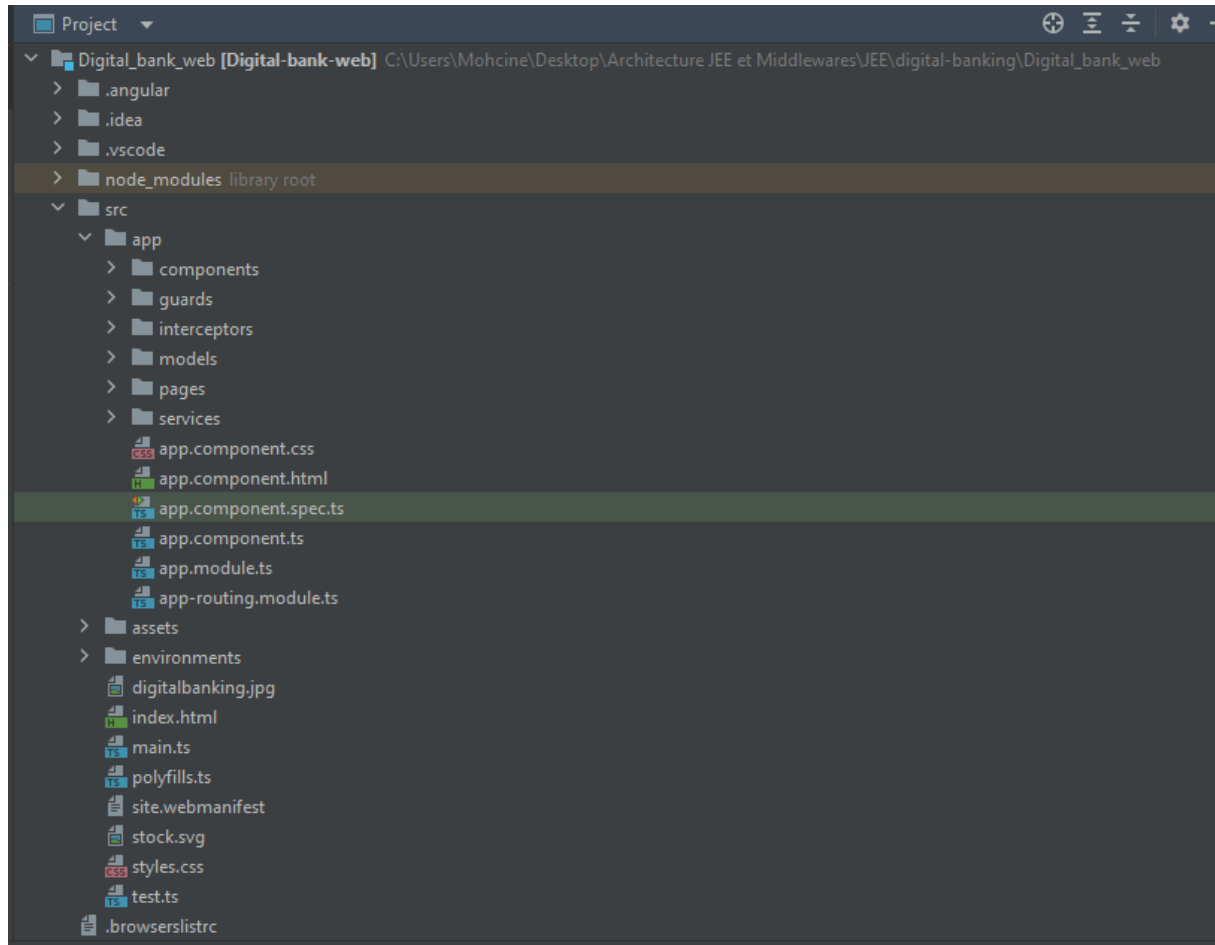 Project
Digital_bank_web [Digital-bank-web] C:\Users\Mohcine\Desktop\Architecture JEE et Middlewares\JEE\digital-banking\Digital_bank_web
.angular
.idea
.vscode
node_modules library root
src
app
components
guards
interceptors
models
pages
services
app.component.css
app.component.html
app.component.spec.ts
app.component.ts
app.module.ts
app-routing.module.ts
assets
environments
digitalbanking.jpg
index.html
main.ts
polyfills.ts
site.webmanifest
stock.svg
styles.css
test.ts
.browserslistrc